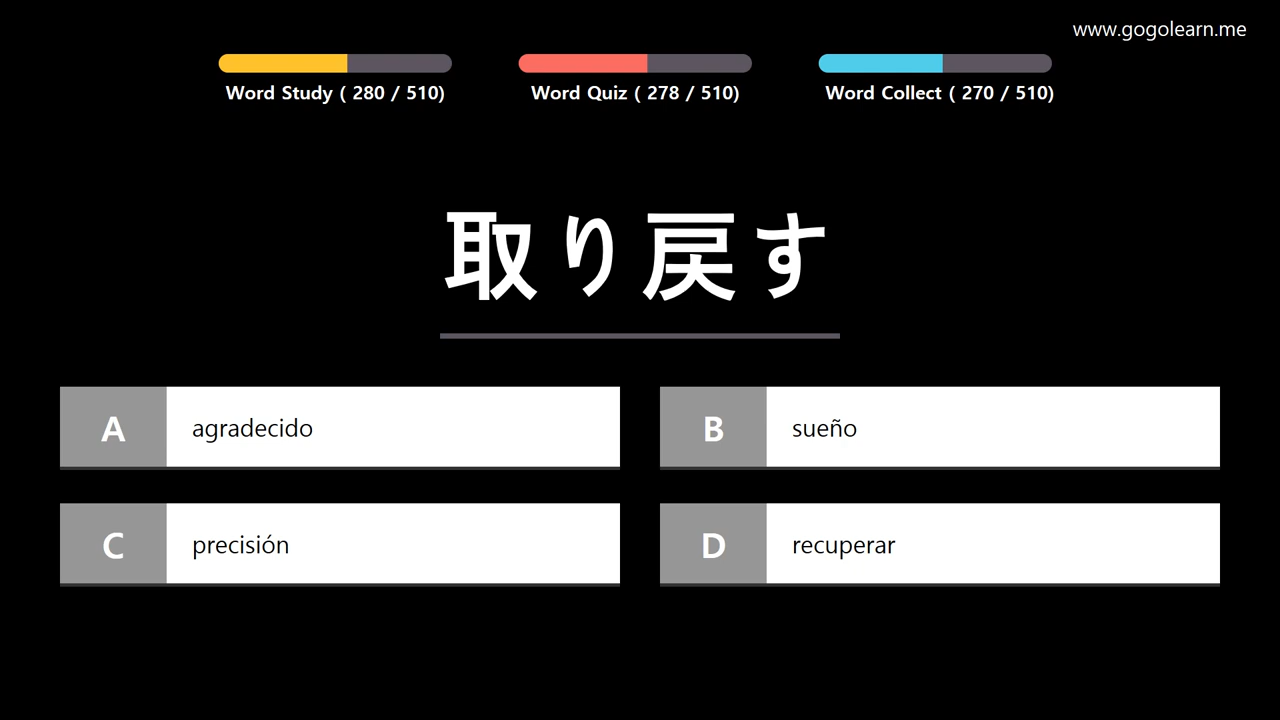 www.gogolearn.me
Word Study ( 280 / 510)
Word Quiz ( 278 / 510)
Word Collect ( 270 / 510)
取り戻す
A agradecido
B sueño
C precisión
D recuperar